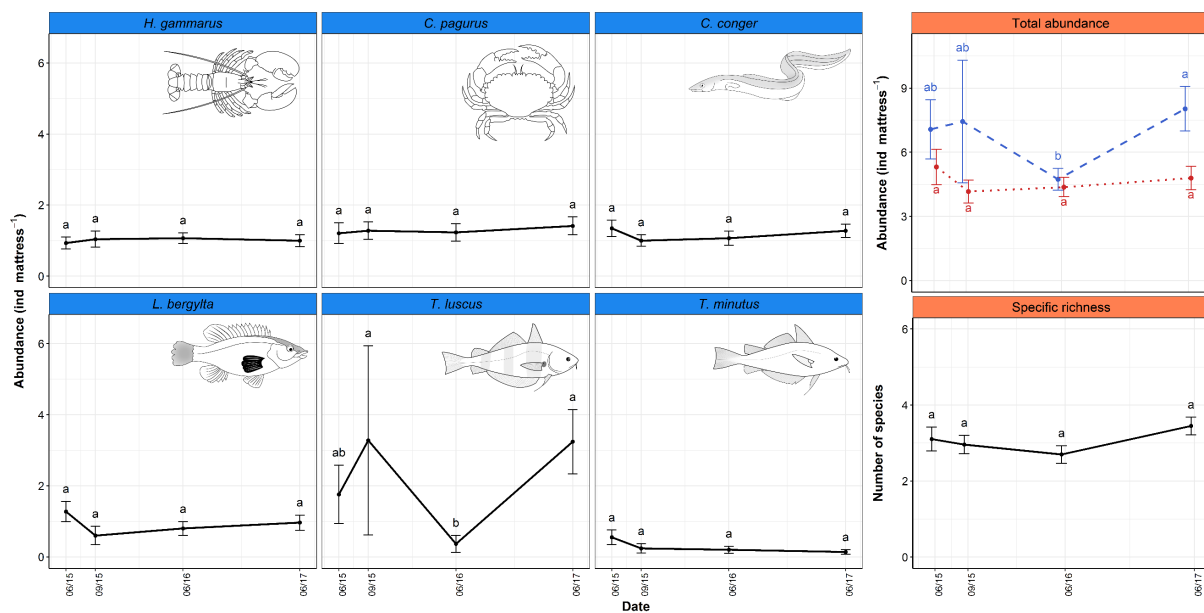 H. gammarus
C. pagurus
C. conger
Total abundance
Abundance (ind mattress⁻¹)
6
4
2
0
a a a a
a a a a
a a a a
Abundance (ind mattress⁻¹)
9
6
3
0
ab ab b a
a a a a
L. bergylta
T. luscus
T. minutus
Specific richness
6
4
2
0
a a a a
ab a b a
a a a a
Number of species
6
4
2
0
a a a a
06/15 09/15 06/16 06/17
06/15 09/15 06/16 06/17
06/15 09/15 06/16 06/17
06/15 09/15 06/16 06/17
Date